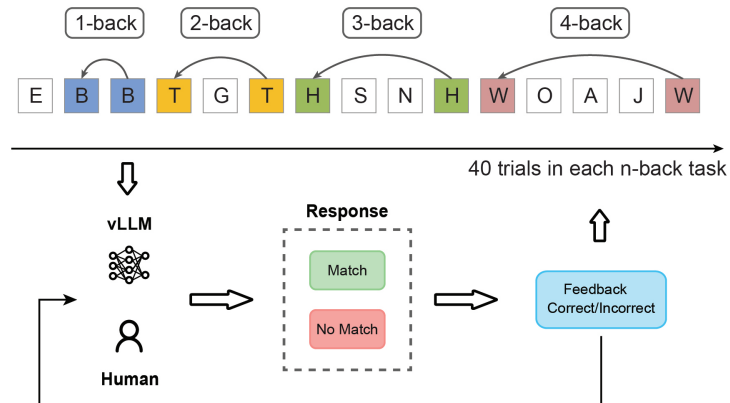 1-back 2-back 3-back 4-back
E B B T G T H S N H W O A J W
40 trials in each n-back task
vLLM
Response
Match
No Match
Feedback
Correct/Incorrect
Human